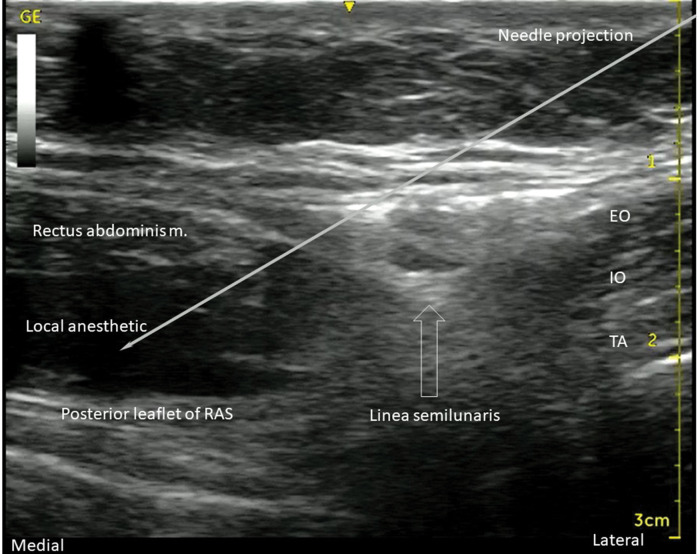 GE
Needle projection
1
EO
Rectus abdominis m.
IO
Local anesthetic
TA 2
Posterior leaflet of RAS
Linea semilunaris
3cm
Medial
Lateral